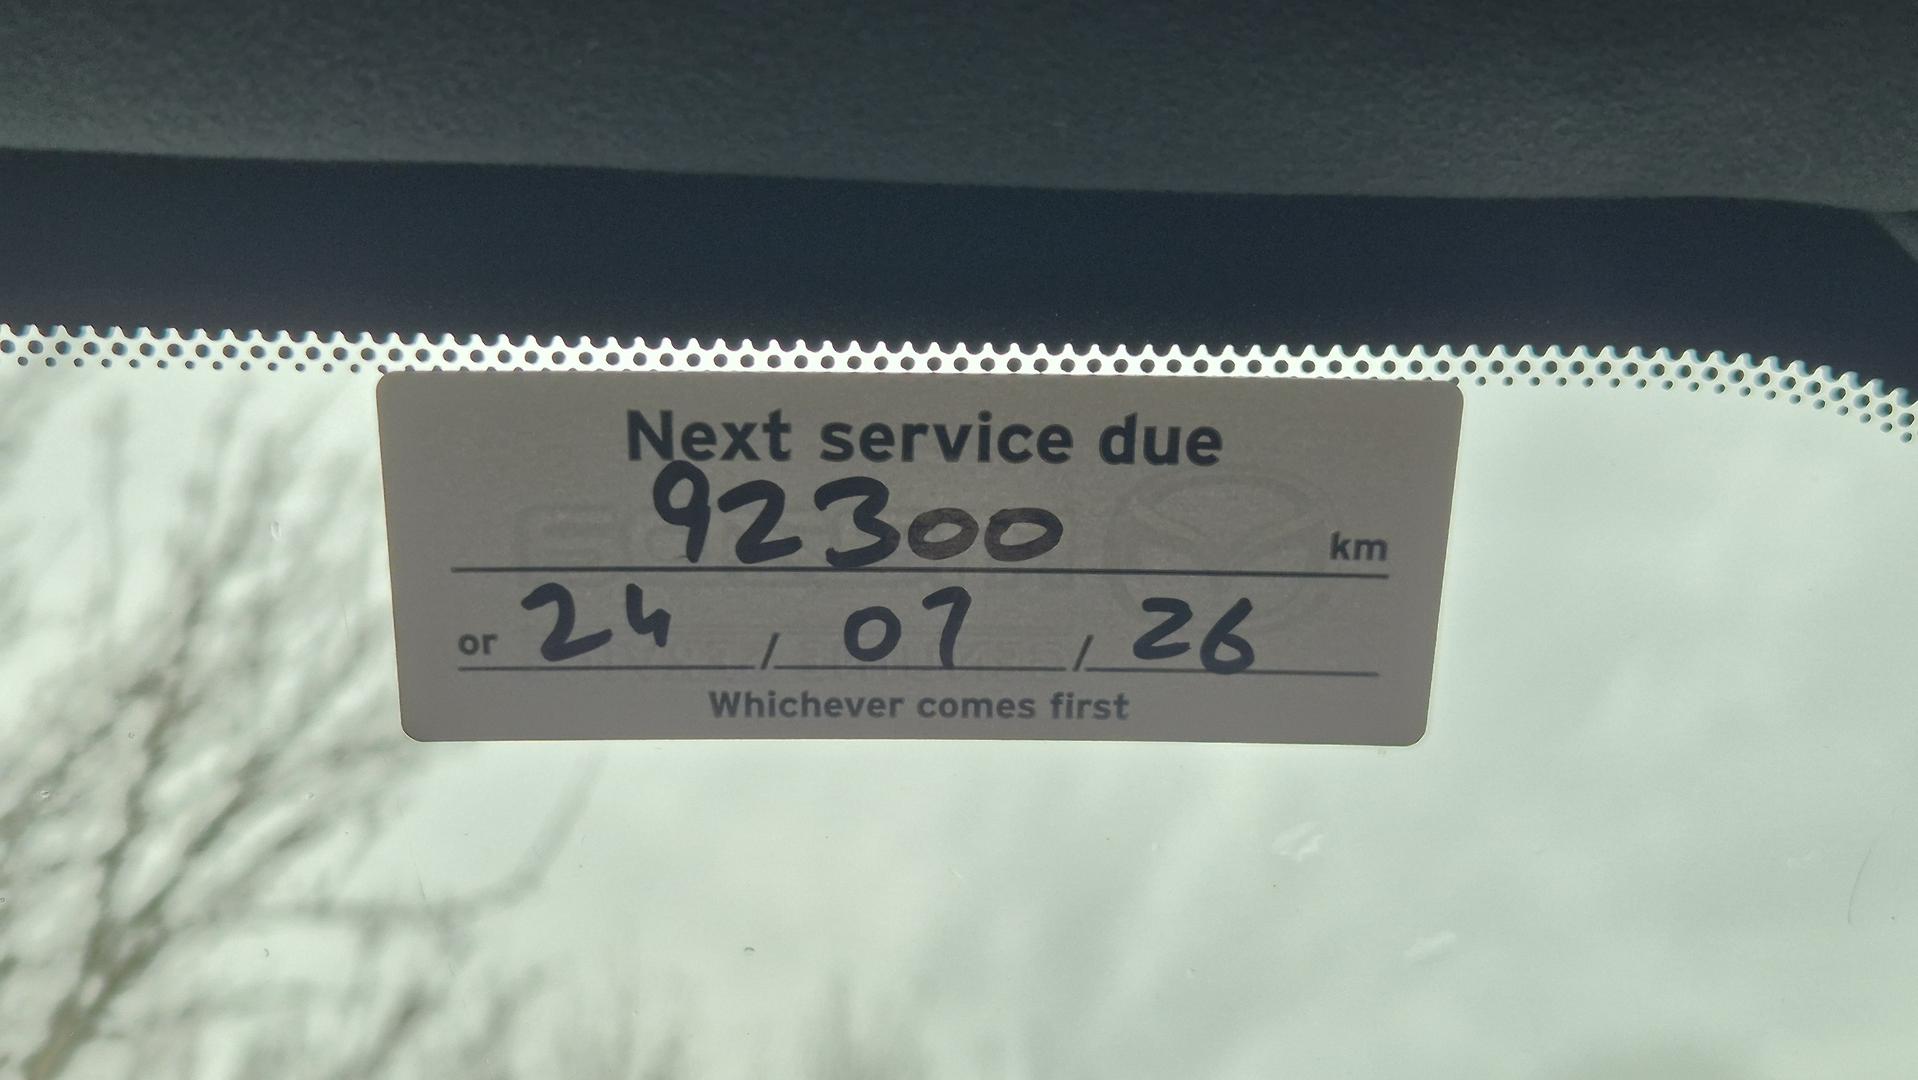 Next service due
92300 km
or 24 / 07 / 26
Whichever comes first